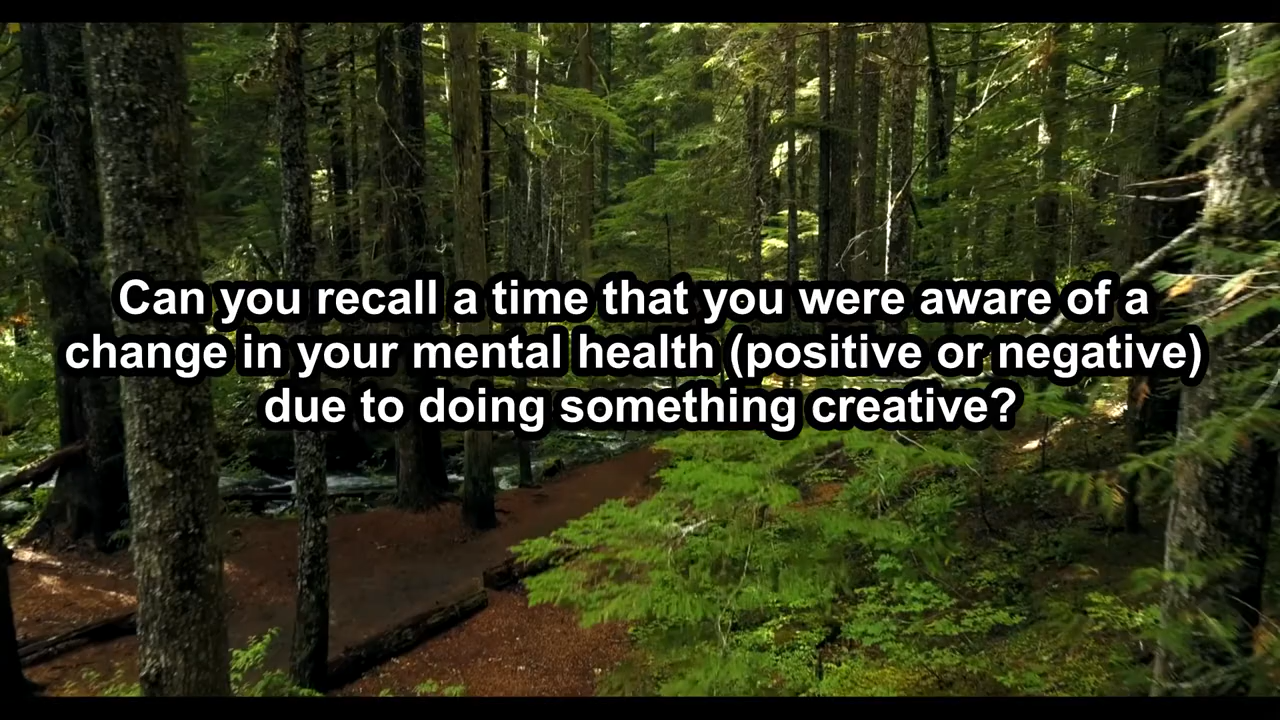 Can you recall a time that you were aware of a
change in your mental health (positive or negative)
due to doing something creative?